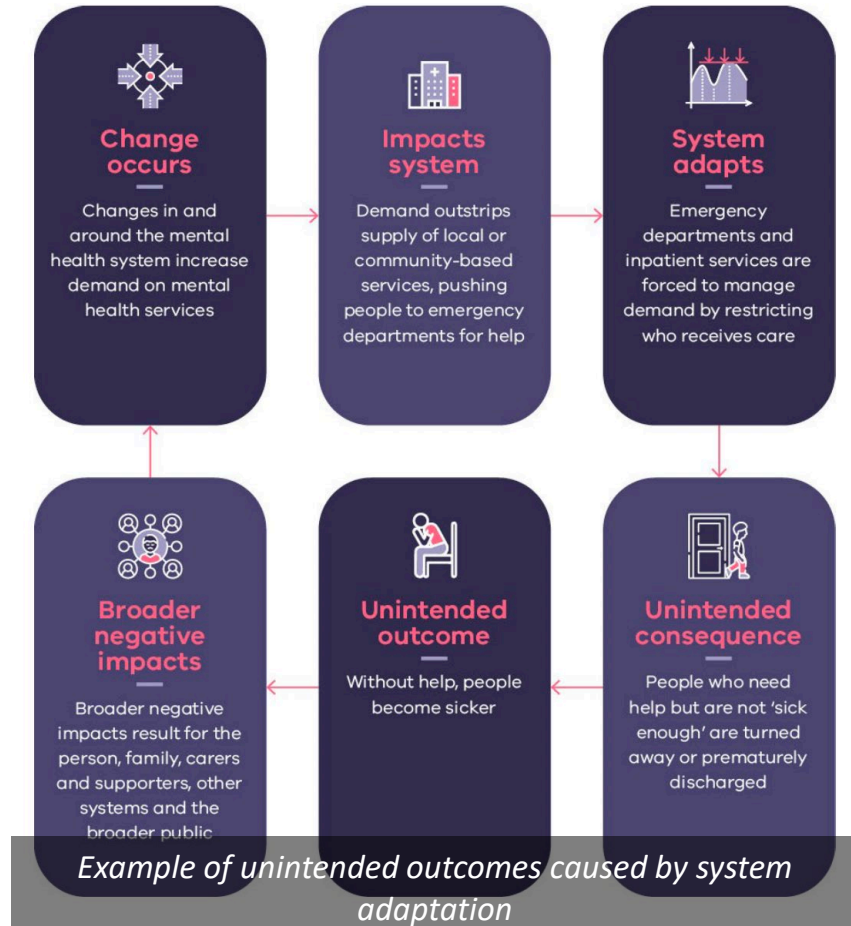 Change
occurs
Changes in and
around the mental
health system increase
demand on mental
health services
Impacts
system
Demand outstrips
supply of local or
community-based
services, pushing
people to emergency
departments for help
System
adapts
Emergency
departments and
inpatient services are
forced to manage
demand by restricting
who receives care
Unintended
consequence
People who need
help but are not ‘sick
enough’ are turned
away or prematurely
discharged
Unintended
outcome
Without help, people
become sicker
Broader
negative
impacts
Broader negative
impacts result for the
person, family, carers
and supporters, other
systems and the
broader public
Example of unintended outcomes caused by system
adaptation